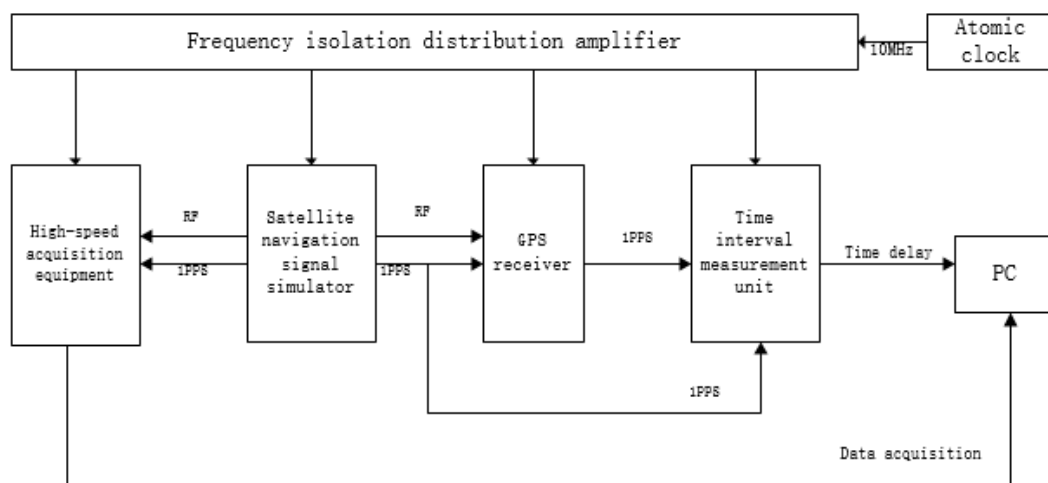 Frequency isolation distribution amplifier
10MHz
Atomic
clock
High-speed
acquisition
equipment
RF
1PPS
Satellite
navigation
signal
simulator
RF
1PPS
GPS
receiver
1PPS
Time
interval
measurement
unit
Time delay
PC
1PPS
Data acquisition